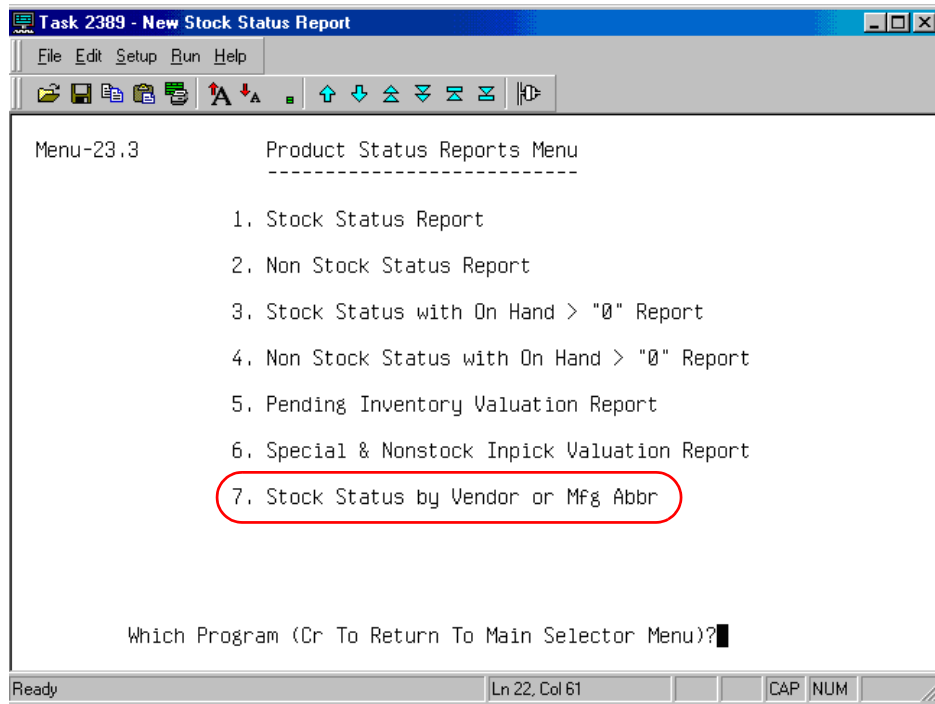 Task 2389 - New Stock Status Report
File Edit Setup Run Help
Menu-23.3 Product Status Reports Menu
---------------------------
1. Stock Status Report
2. Non Stock Status Report
3. Stock Status with On Hand > "0" Report
4. Non Stock Status with On Hand > "0" Report
5. Pending Inventory Valuation Report
6. Special & Nonstock Inpick Valuation Report
7. Stock Status by Vendor or Mfg Abbr
Which Program (Cr To Return To Main Selector Menu)?
Ready Ln 22, Col 61 CAP NUM